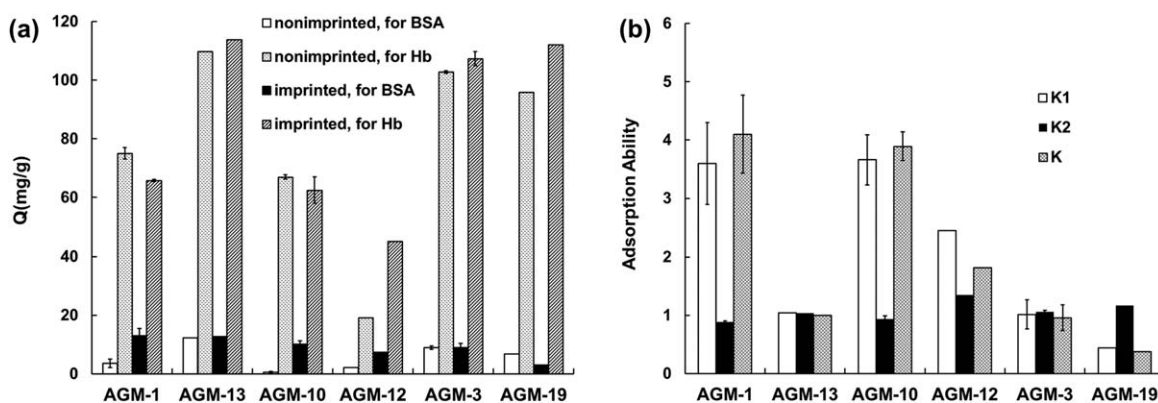 (a)
120
100
80
60
40
20
0
Q(mg/g)
nonimprinted, for BSA
nonimprinted, for Hb
imprinted, for BSA
imprinted, for Hb
AGM-1 AGM-13 AGM-10 AGM-12 AGM-3 AGM-19
(b)
6
5
4
3
2
1
0
Adsorption Ability
K1
K2
K
AGM-1 AGM-13 AGM-10 AGM-12 AGM-3 AGM-19